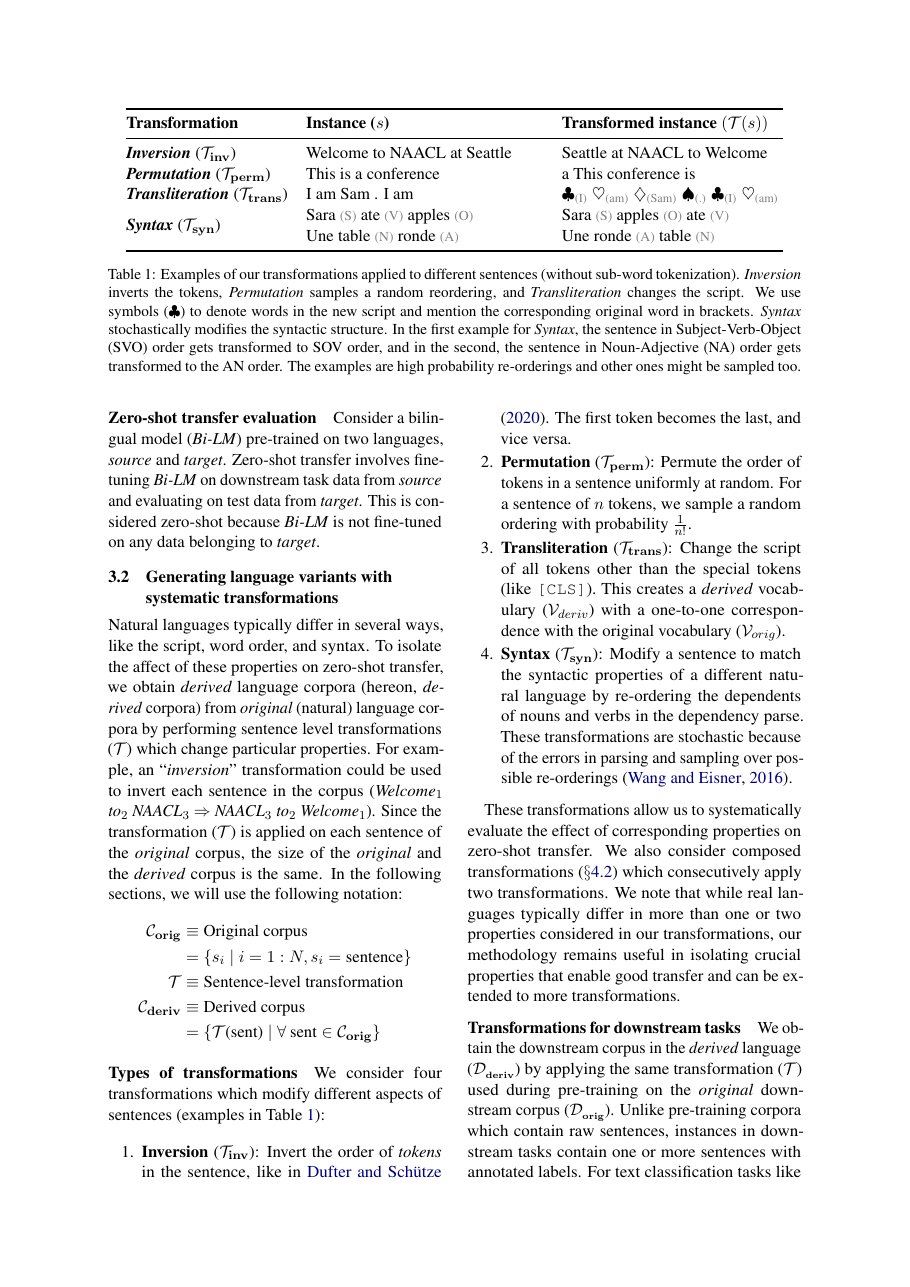 Transformation Instance (s) Transformed instance (T(s))
Inversion (T_inv) Welcome to NAACL at Seattle Seattle at NAACL to Welcome
Permutation (T_perm) This is a conference a This conference is
Transliteration (T_trans) I am Sam . I am ♣(I) ♡(am) ♢(Sam) ♠(.) ♣(I) ♡(am)
Syntax (T_syn) Sara (S) ate (V) apples (O) Sara (S) apples (O) ate (V)
Une table (N) ronde (A) Une ronde (A) table (N)
Table 1: Examples of our transformations applied to different sentences (without sub-word tokenization). Inversion
inverts the tokens, Permutation samples a random reordering, and Transliteration changes the script. We use
symbols (♣) to denote words in the new script and mention the corresponding original word in brackets. Syntax
stochastically modifies the syntactic structure. In the first example for Syntax, the sentence in Subject-Verb-Object
(SVO) order gets transformed to SOV order, and in the second, the sentence in Noun-Adjective (NA) order gets
transformed to the AN order. The examples are high probability re-orderings and other ones might be sampled too.
Zero-shot transfer evaluation Consider a bilin-
gual model (Bi-LM) pre-trained on two languages,
source and target. Zero-shot transfer involves fine-
tuning Bi-LM on downstream task data from source
and evaluating on test data from target. This is con-
sidered zero-shot because Bi-LM is not fine-tuned
on any data belonging to target.
3.2 Generating language variants with
systematic transformations
Natural languages typically differ in several ways,
like the script, word order, and syntax. To isolate
the affect of these properties on zero-shot transfer,
we obtain derived language corpora (hereon, de-
rived corpora) from original (natural) language cor-
pora by performing sentence level transformations
(T) which change particular properties. For exam-
ple, an “inversion” transformation could be used
to invert each sentence in the corpus (Welcome₁
to₂ NAACL₃ ⇒ NAACL₃ to₂ Welcome₁). Since the
transformation (T) is applied on each sentence of
the original corpus, the size of the original and
the derived corpus is the same. In the following
sections, we will use the following notation:
C_orig ≡ Original corpus
= {s_i | i = 1 : N, s_i = sentence}
T ≡ Sentence-level transformation
C_deriv ≡ Derived corpus
= {T(sent) | ∀ sent ∈ C_orig}
Types of transformations We consider four
transformations which modify different aspects of
sentences (examples in Table 1):
1. Inversion (T_inv): Invert the order of tokens
in the sentence, like in Dufter and Schütze
(2020). The first token becomes the last, and
vice versa.
2. Permutation (T_perm): Permute the order of
tokens in a sentence uniformly at random. For
a sentence of n tokens, we sample a random
ordering with probability 1/n!.
3. Transliteration (T_trans): Change the script
of all tokens other than the special tokens
(like [CLS]). This creates a derived vocab-
ulary (V_deriv) with a one-to-one correspon-
dence with the original vocabulary (V_orig).
4. Syntax (T_syn): Modify a sentence to match
the syntactic properties of a different natu-
ral language by re-ordering the dependents
of nouns and verbs in the dependency parse.
These transformations are stochastic because
of the errors in parsing and sampling over pos-
sible re-orderings (Wang and Eisner, 2016).
These transformations allow us to systematically
evaluate the effect of corresponding properties on
zero-shot transfer. We also consider composed
transformations (§4.2) which consecutively apply
two transformations. We note that while real lan-
guages typically differ in more than one or two
properties considered in our transformations, our
methodology remains useful in isolating crucial
properties that enable good transfer and can be ex-
tended to more transformations.
Transformations for downstream tasks We ob-
tain the downstream corpus in the derived language
(D_deriv) by applying the same transformation (T)
used during pre-training on the original down-
stream corpus (D_orig). Unlike pre-training corpora
which contain raw sentences, instances in down-
stream tasks contain one or more sentences with
annotated labels. For text classification tasks like